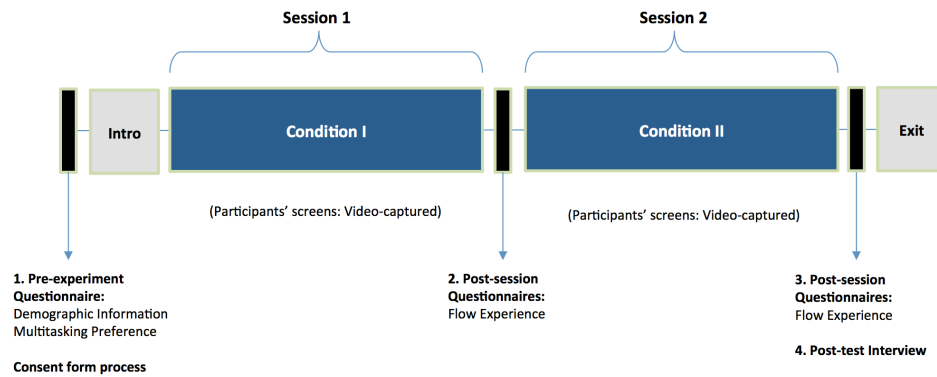 Session 1
Session 2
Intro
Condition I
Condition II
Exit
(Participants' screens: Video-captured)
(Participants' screens: Video-captured)
1. Pre-experiment
Questionnaire:
Demographic Information
Multitasking Preference
Consent form process
2. Post-session
Questionnaires:
Flow Experience
3. Post-session
Questionnaires:
Flow Experience
4. Post-test Interview